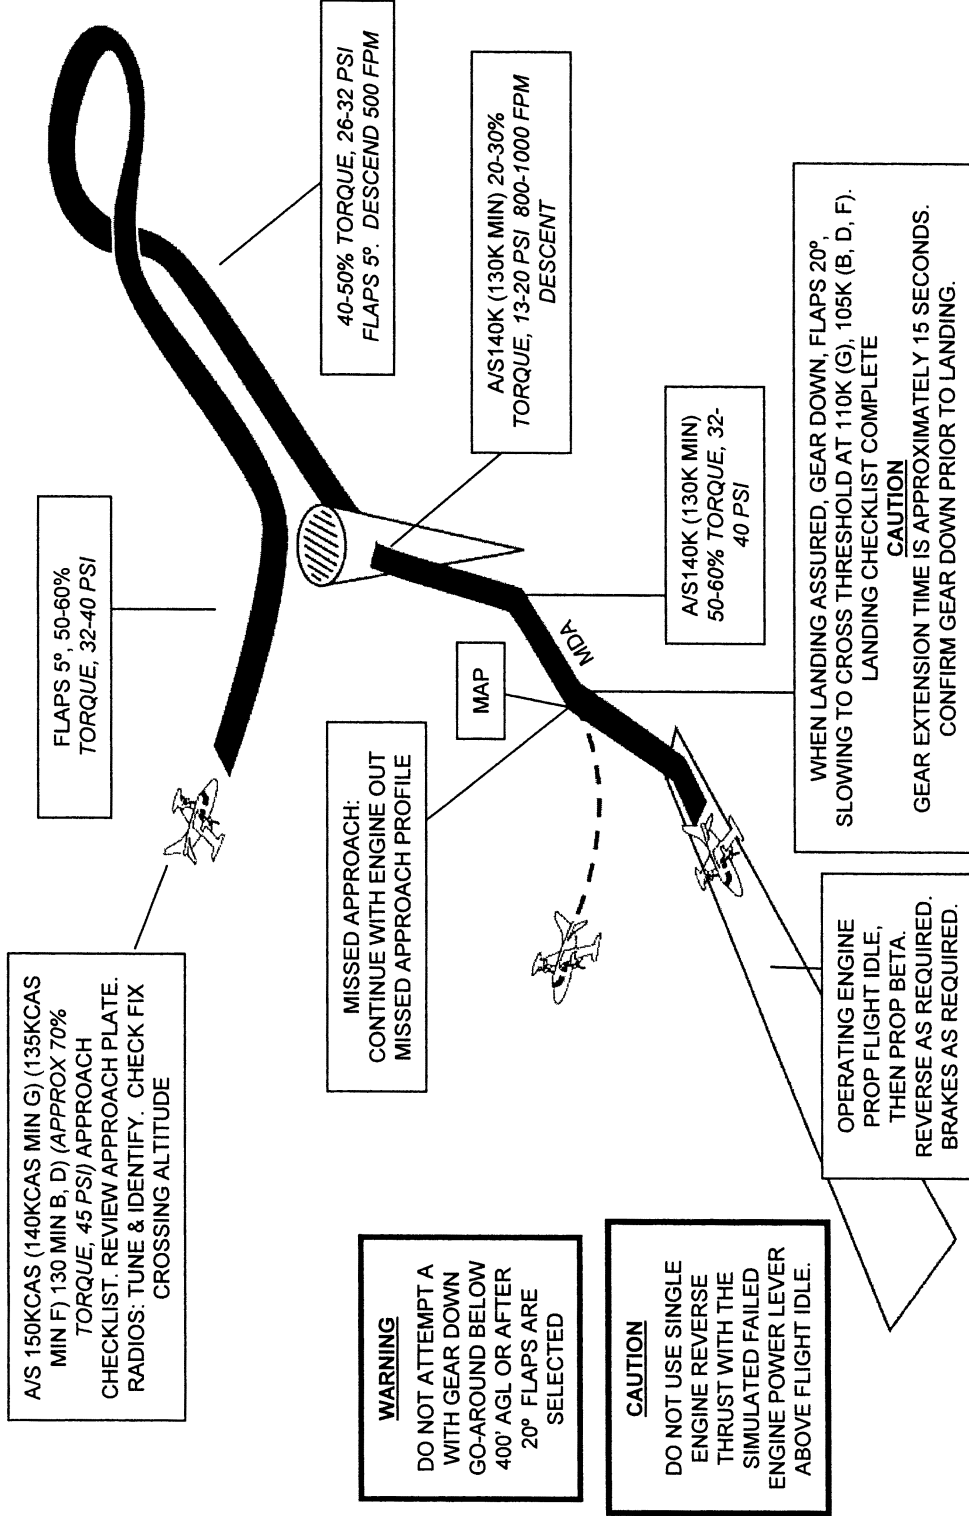 A/S 150KCAS (140KCAS MIN G) (135KCAS
MIN F) 130 MIN B, D) (APPROX 70%
TORQUE, 45 PSI) APPROACH
CHECKLIST. REVIEW APPROACH PLATE.
RADIOS: TUNE & IDENTIFY. CHECK FIX
CROSSING ALTITUDE
FLAPS 5º, 50-60%
TORQUE, 32-40 PSI
40-50% TORQUE, 26-32 PSI
FLAPS 5º. DESCEND 500 FPM
A/S140K (130K MIN) 20-30%
TORQUE, 13-20 PSI 800-1000 FPM
DESCENT
A/S140K (130K MIN)
50-60% TORQUE, 32-
40 PSI
MDA
MAP
MISSED APPROACH:
CONTINUE WITH ENGINE OUT
MISSED APPROACH PROFILE
WHEN LANDING ASSURED, GEAR DOWN, FLAPS 20º,
SLOWING TO CROSS THRESHOLD AT 110K (G), 105K (B, D, F).
LANDING CHECKLIST COMPLETE
CAUTION
GEAR EXTENSION TIME IS APPROXIMATELY 15 SECONDS.
CONFIRM GEAR DOWN PRIOR TO LANDING.
OPERATING ENGINE
PROP FLIGHT IDLE,
THEN PROP BETA.
REVERSE AS REQUIRED.
BRAKES AS REQUIRED.
WARNING
DO NOT ATTEMPT A
WITH GEAR DOWN
GO-AROUND BELOW
400' AGL OR AFTER
20º FLAPS ARE
SELECTED
CAUTION
DO NOT USE SINGLE
ENGINE REVERSE
THRUST WITH THE
SIMULATED FAILED
ENGINE POWER LEVER
ABOVE FLIGHT IDLE.